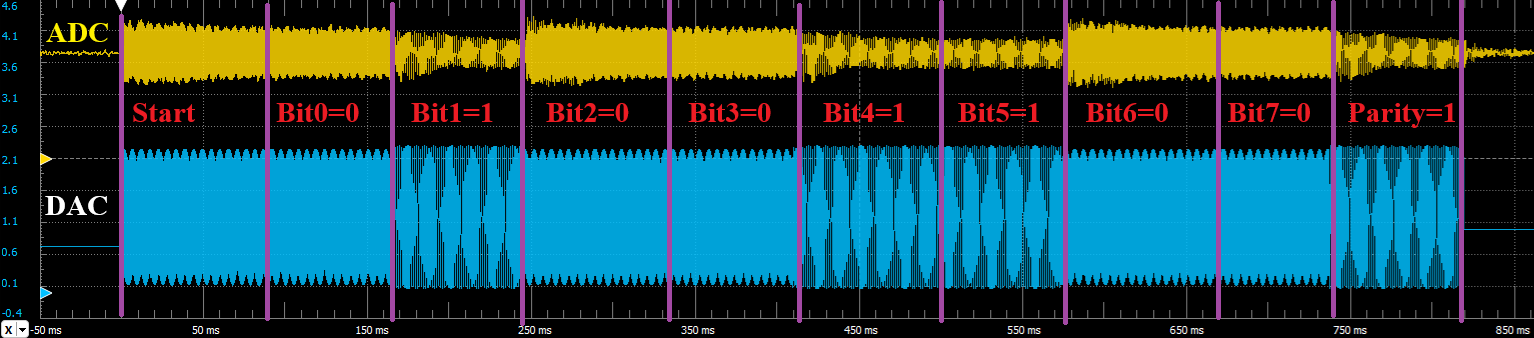 4.6
ADC
4.1
3.6
3.1
Start Bit0=0 Bit1=1 Bit2=0 Bit3=0 Bit4=1 Bit5=1 Bit6=0 Bit7=0 Parity=1
2.6
2.1
1.6
DAC
1.1
0.6
0.1
-0.4
X -50 ms 50 ms 150 ms 250 ms 350 ms 450 ms 550 ms 650 ms 750 ms 850 ms